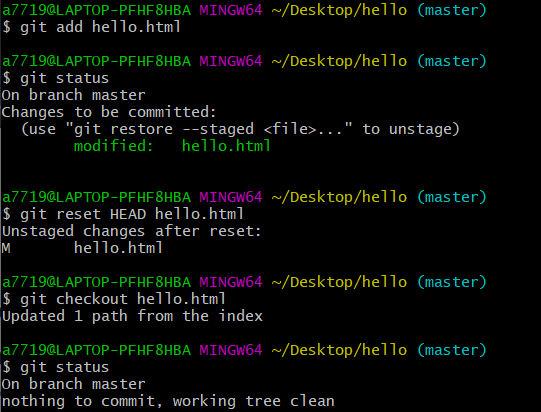 a7719@LAPTOP-PFHF8HBA MINGW64 ~/Desktop/hello (master)
$ git add hello.html
a7719@LAPTOP-PFHF8HBA MINGW64 ~/Desktop/hello (master)
$ git status
On branch master
Changes to be committed:
  (use "git restore --staged <file>..." to unstage)
        modified:   hello.html
a7719@LAPTOP-PFHF8HBA MINGW64 ~/Desktop/hello (master)
$ git reset HEAD hello.html
Unstaged changes after reset:
M       hello.html
a7719@LAPTOP-PFHF8HBA MINGW64 ~/Desktop/hello (master)
$ git checkout hello.html
Updated 1 path from the index
a7719@LAPTOP-PFHF8HBA MINGW64 ~/Desktop/hello (master)
$ git status
On branch master
nothing to commit, working tree clean